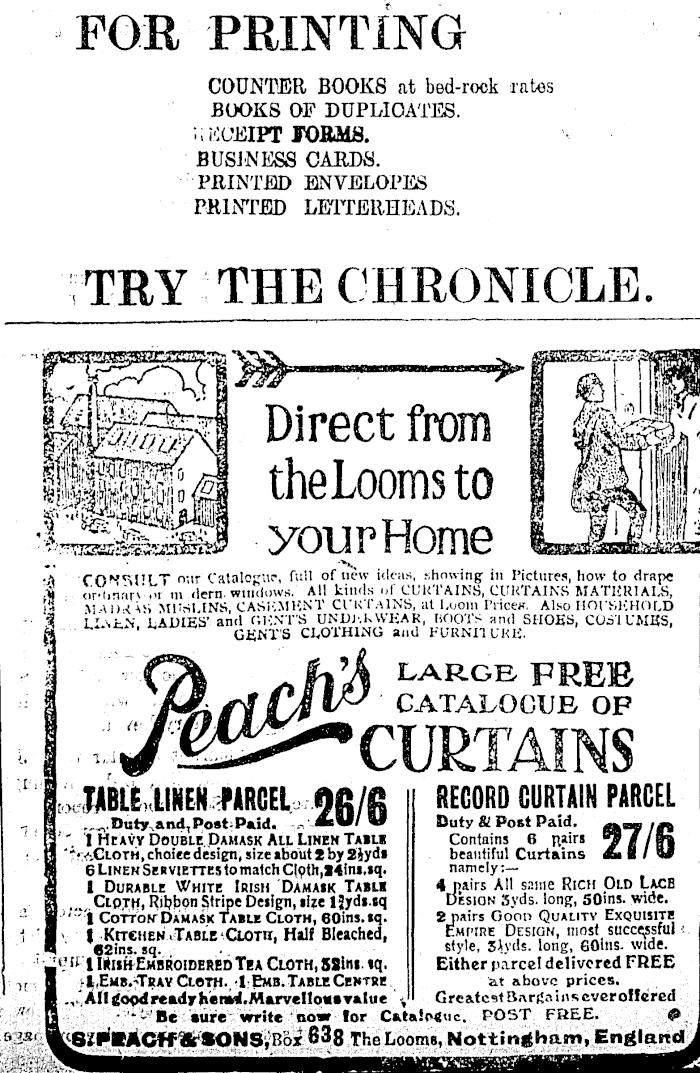 FOR PRINTING
COUNTER BOOKS at bed-rock rates
BOOKS OF DUPLICATES.
RECEIPT FORMS.
BUSINESS CARDS.
PRINTED ENVELOPES
PRINTED LETTERHEADS.
TRY THE CHRONICLE.
Direct from
the Looms to
your Home
CONSULT our Catalogue, full of new ideas, showing in Pictures, how to drape
ordinary or modern windows. All kinds of CURTAINS, CURTAINS MATERIALS,
MADRAS MUSLINS, CASEMENT CURTAINS, at Loom Prices. Also HOUSEHOLD
LINEN, LADIES' and GENT'S UNDERWEAR, BOOTS and SHOES, COSTUMES,
GENT'S CLOTHING and FURNITURE.
Peach's LARGE FREE
CATALOGUE OF
CURTAINS
TABLE LINEN PARCEL 26/6
Duty and Post Paid.
1 HEAVY DOUBLE DAMASK ALL LINEN TABLE
CLOTH, choice design, size about 2 by 2½yds
6 LINEN SERVIETTES to match Cloth, 24ins.sq.
1 DURABLE WHITE IRISH DAMASK TABLE
CLOTH, Ribbon Stripe Design, size 1¾yds.sq
1 COTTON DAMASK TABLE CLOTH, 60ins. sq.
1 KITCHEN TABLE CLOTH, Half Bleached,
62ins. sq.
1 IRISH EMBROIDERED TEA CLOTH, 32ins. sq.
1 EMB. TRAY CLOTH. 1 EMB. TABLE CENTRE
All good ready hemd. Marvellous value
RECORD CURTAIN PARCEL
Duty & Post Paid.
Contains 6 pairs
beautiful Curtains 27/6
namely:—
4 pairs All same RICH OLD LACE
DESIGN 3yds. long, 50ins. wide.
2 pairs GOOD QUALITY EXQUISITE
EMPIRE DESIGN, most successful
style, 3½yds. long, 60ins. wide.
Either parcel delivered FREE
at above prices.
Greatest Bargains ever offered
Be sure write now for Catalogue, POST FREE.
S. PEACH & SONS, Box 638 The Looms, Nottingham, England